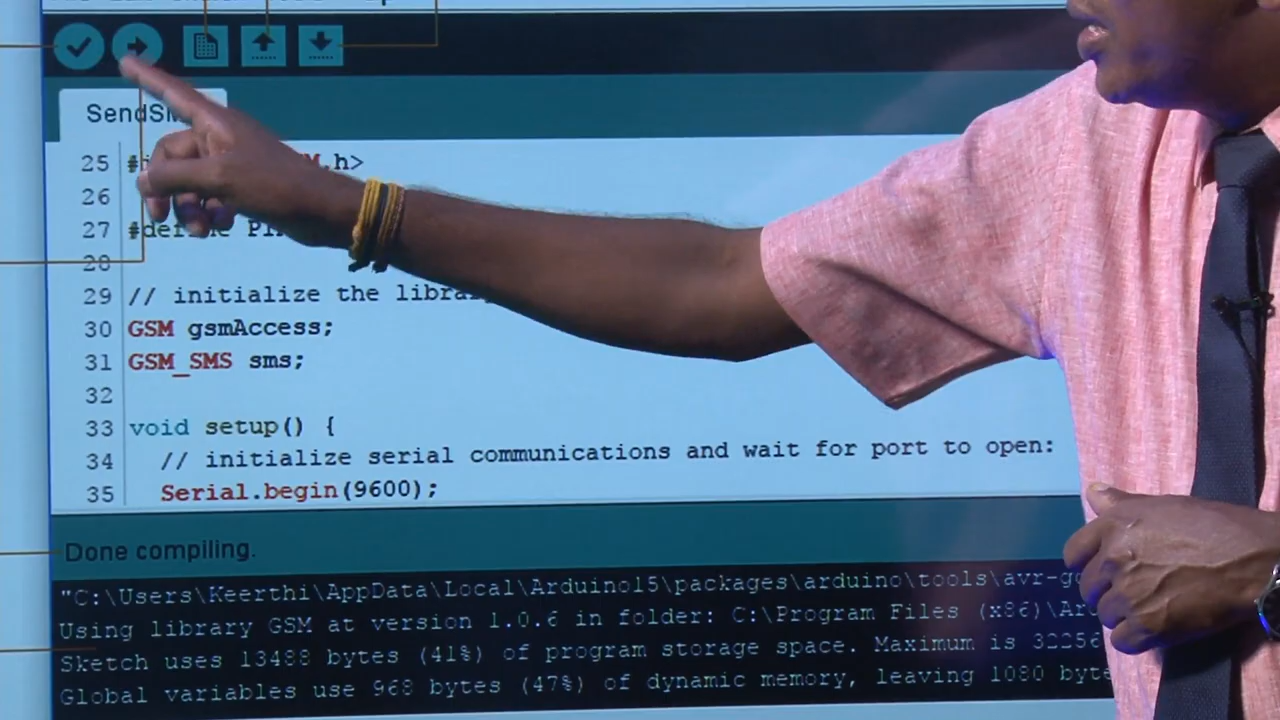 SendSM
25 #i M.h>
26
27 #define PI
28
29 // initialize the libra
30 GSM gsmAccess;
31 GSM_SMS sms;
32
33 void setup() {
34 // initialize serial communications and wait for port to open:
35 Serial.begin(9600);
Done compiling.
"C:\Users\Keerthi\AppData\Local\Arduino15\packages\arduino\tools\avr-g
Using library GSM at version 1.0.6 in folder: C:\Program Files (x86)\Ar
Sketch uses 13488 bytes (41%) of program storage space. Maximum is 32256
Global variables use 968 bytes (47%) of dynamic memory, leaving 1080 byte